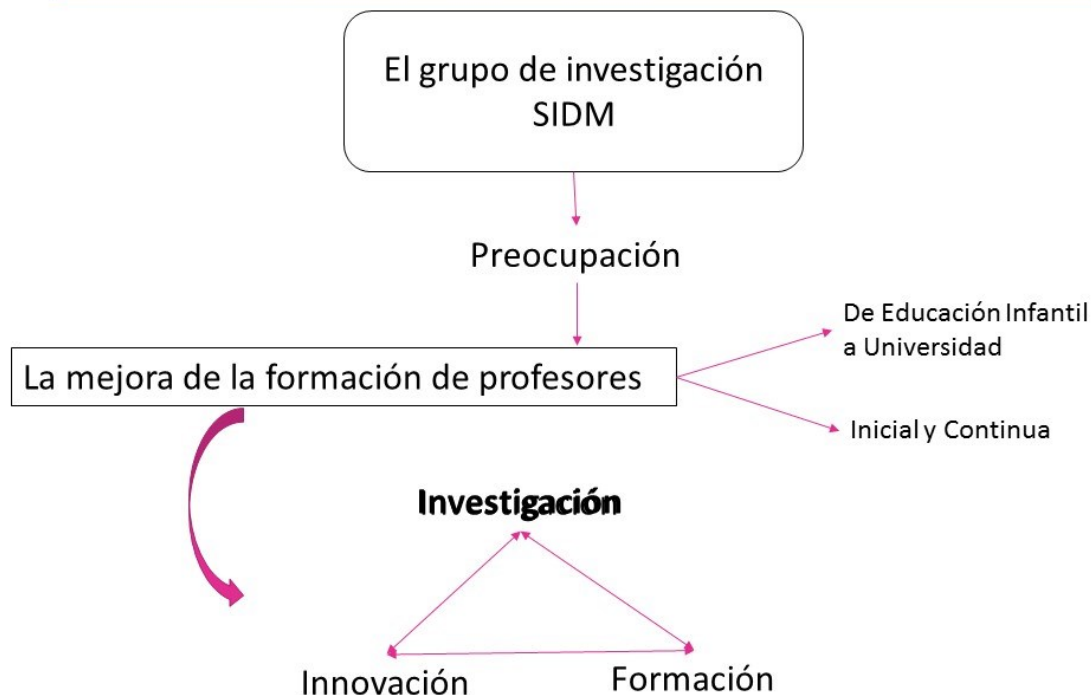 El grupo de investigación
SIDM
Preocupación
De Educación Infantil
a Universidad
La mejora de la formación de profesores
Inicial y Continua
Investigación
Innovación
Formación